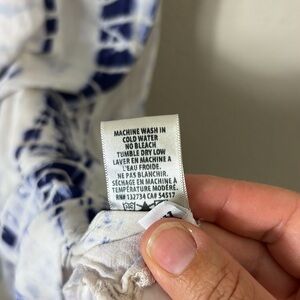 MACHINE WASH IN
COLD WATER
NO BLEACH
TUMBLE DRY LOW
LAVER EN MACHINE A
L'EAU FROIDE.
NE PAS BLANCHIR.
SÉCHAGE EN MACHINE A
TEMPÉRATURE MODÉRÉ.
RN# 132734 CA# 54517